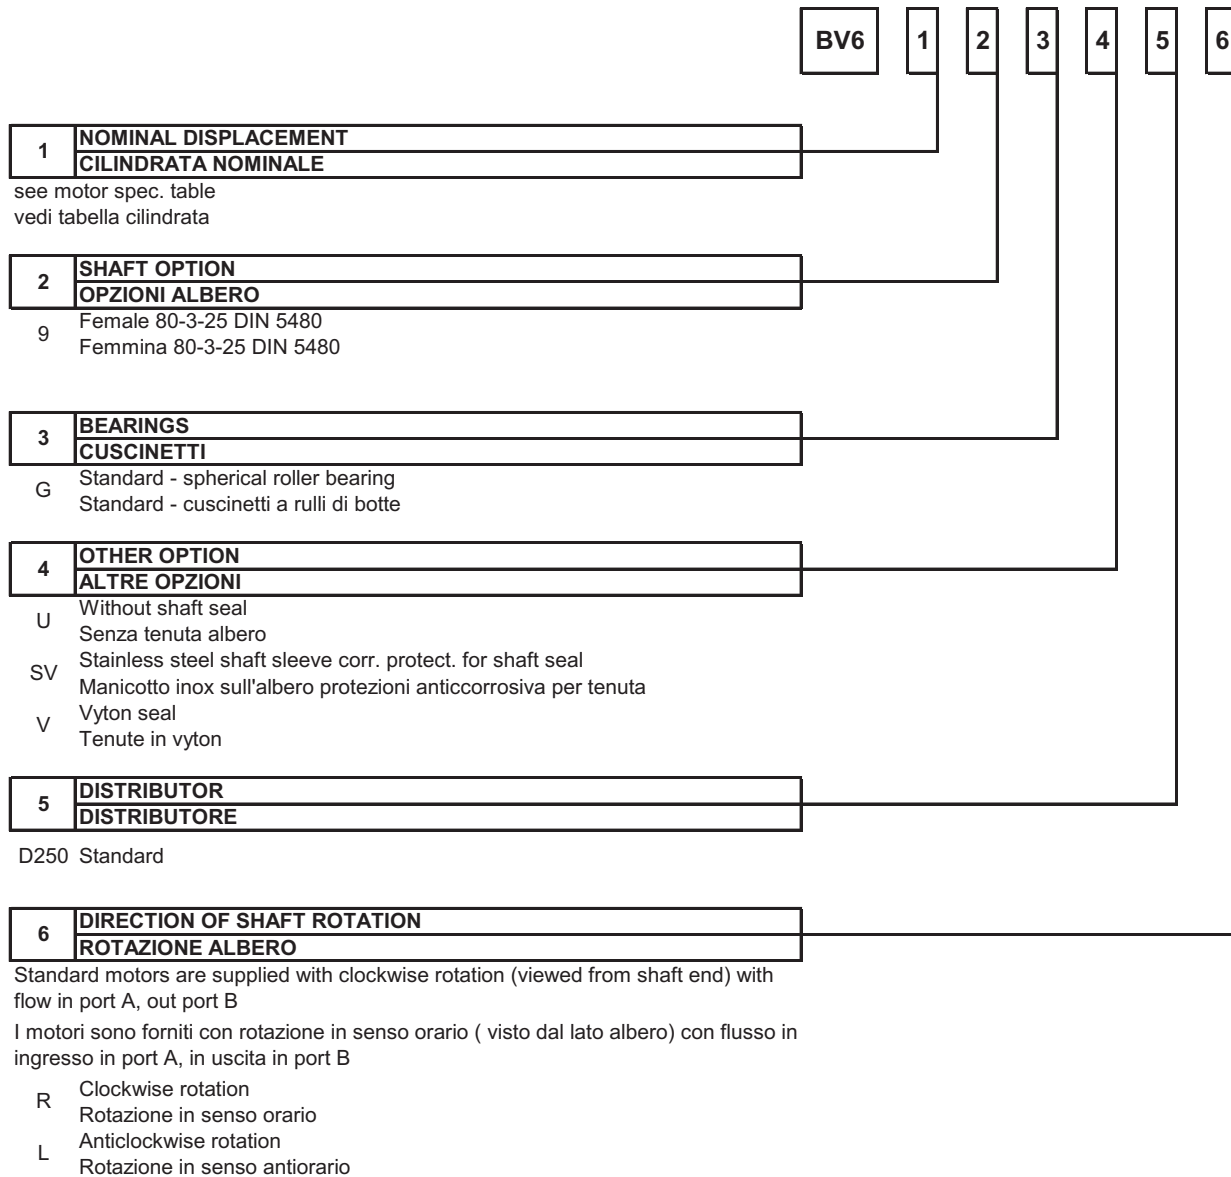 BV6 1 2 3 4 5 6
1 NOMINAL DISPLACEMENT
CILINDRATA NOMINALE
see motor spec. table
vedi tabella cilindrata
2 SHAFT OPTION
OPZIONI ALBERO
9 Female 80-3-25 DIN 5480
Femmina 80-3-25 DIN 5480
3 BEARINGS
CUSCINETTI
G Standard - spherical roller bearing
Standard - cuscinetti a rulli di botte
4 OTHER OPTION
ALTRE OPZIONI
U Without shaft seal
Senza tenuta albero
SV Stainless steel shaft sleeve corr. protect. for shaft seal
Manicotto inox sull'albero protezioni anticcorrosiva per tenuta
V Vyton seal
Tenute in vyton
5 DISTRIBUTOR
DISTRIBUTORE
D250 Standard
6 DIRECTION OF SHAFT ROTATION
ROTAZIONE ALBERO
Standard motors are supplied with clockwise rotation (viewed from shaft end) with
flow in port A, out port B
I motori sono forniti con rotazione in senso orario ( visto dal lato albero) con flusso in
ingresso in port A, in uscita in port B
R Clockwise rotation
Rotazione in senso orario
L Anticlockwise rotation
Rotazione in senso antiorario